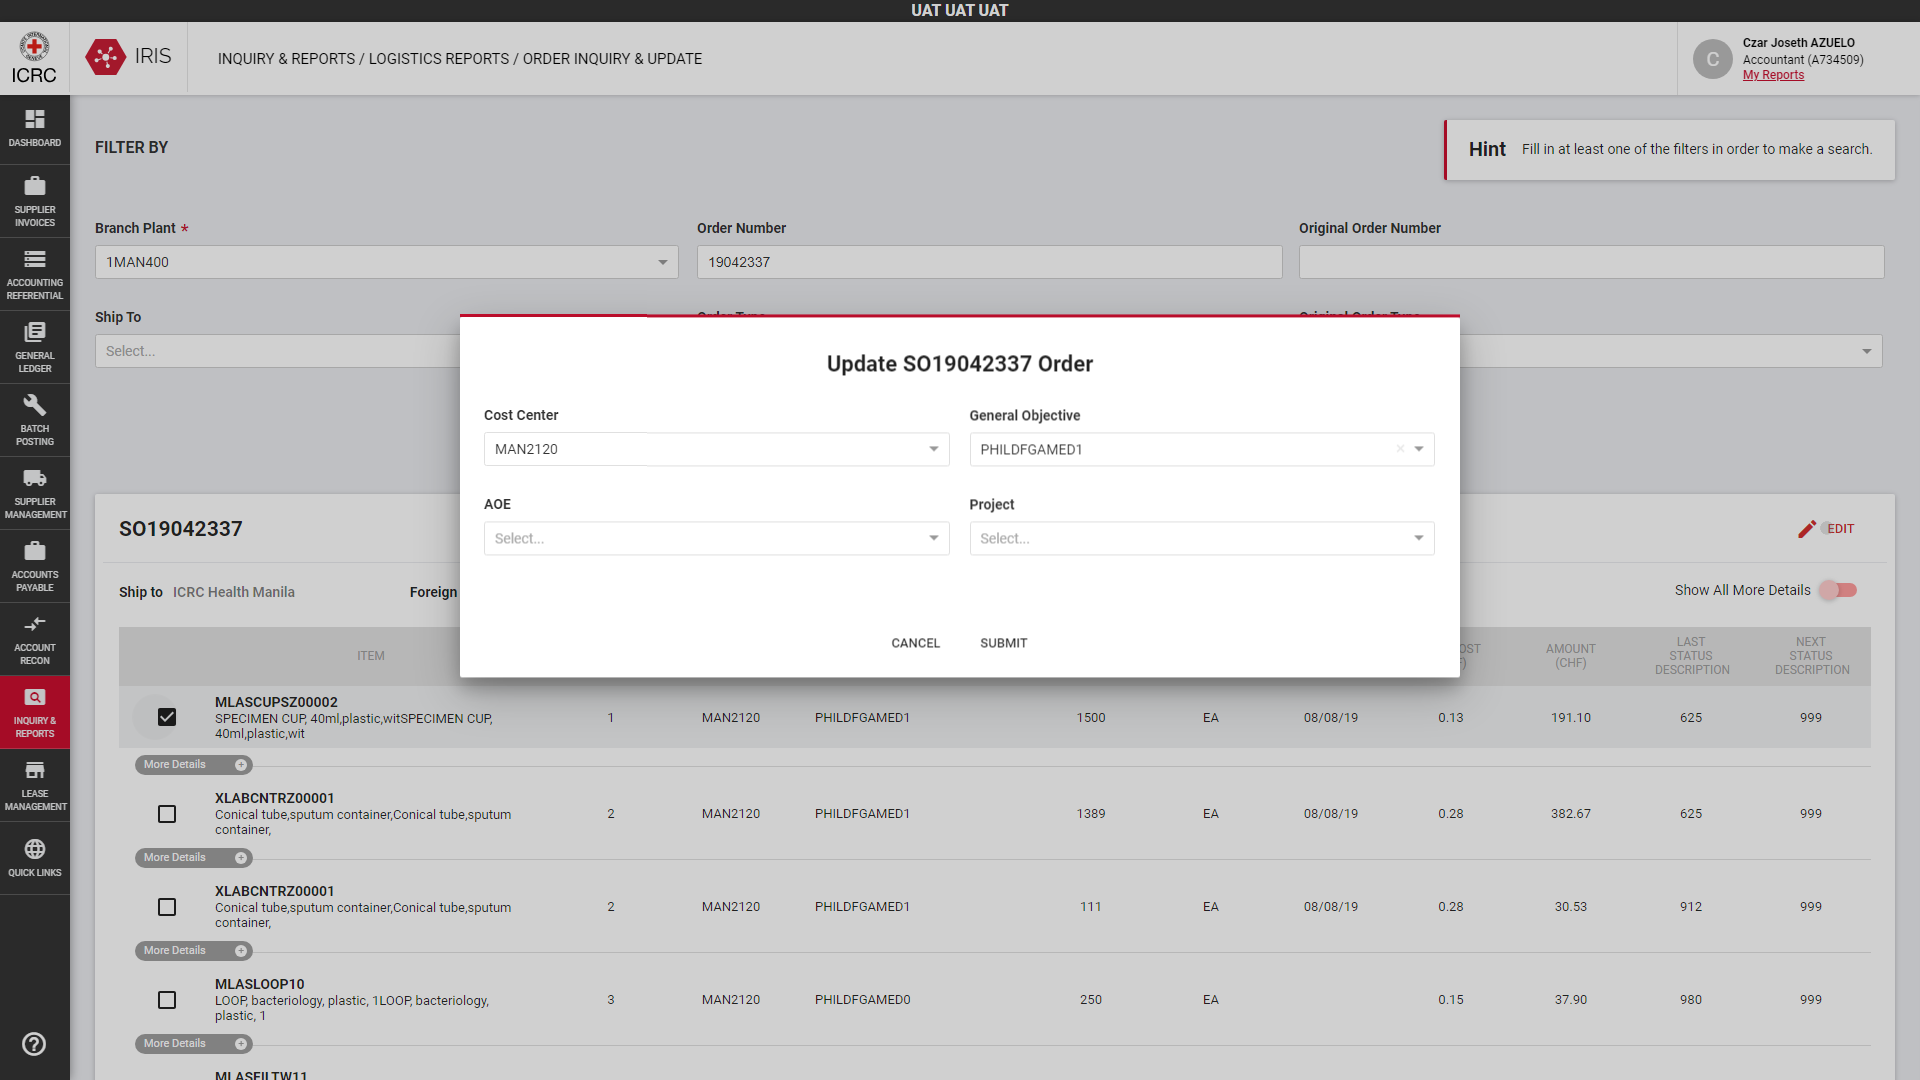 UAT UAT UAT
ICRC
IRIS
INQUIRY & REPORTS / LOGISTICS REPORTS / ORDER INQUIRY & UPDATE
C
Czar Joseth AZUELO
Accountant (A734509)
My Reports
DASHBOARD
SUPPLIER
INVOICES
ACCOUNTING
REFERENTIAL
GENERAL
LEDGER
BATCH
POSTING
SUPPLIER
MANAGEMENT
ACCOUNTS
PAYABLE
ACCOUNT
RECON
INQUIRY &
REPORTS
LEASE
MANAGEMENT
QUICK LINKS
FILTER BY
Hint Fill in at least one of the filters in order to make a search.
Branch Plant *
1MAN400
Order Number
19042337
Original Order Number
Ship To
Select...
Order Type
Original Order Type
Update SO19042337 Order
Cost Center
MAN2120
General Objective
PHILDFGAMED1
AOE
Select...
Project
Select...
CANCEL SUBMIT
SO19042337
EDIT
Ship to ICRC Health Manila
Foreign
Show All More Details
ITEM
AMOUNT
(CHF)
LAST
STATUS
DESCRIPTION
NEXT
STATUS
DESCRIPTION
MLASCUPSZ00002
SPECIMEN CUP, 40ml,plastic,witSPECIMEN CUP,
40ml,plastic,wit
1 MAN2120 PHILDFGAMED1 1500 EA 08/08/19 0.13 191.10 625 999
More Details
XLABCNTRZ00001
Conical tube,sputum container,Conical tube,sputum
container,
2 MAN2120 PHILDFGAMED1 1389 EA 08/08/19 0.28 382.67 625 999
More Details
XLABCNTRZ00001
Conical tube,sputum container,Conical tube,sputum
container,
2 MAN2120 PHILDFGAMED1 111 EA 08/08/19 0.28 30.53 912 999
More Details
MLASLOOP10
LOOP, bacteriology, plastic, 1LOOP, bacteriology,
plastic, 1
3 MAN2120 PHILDFGAMED0 250 EA 0.15 37.90 980 999
More Details
MLASFILTW11